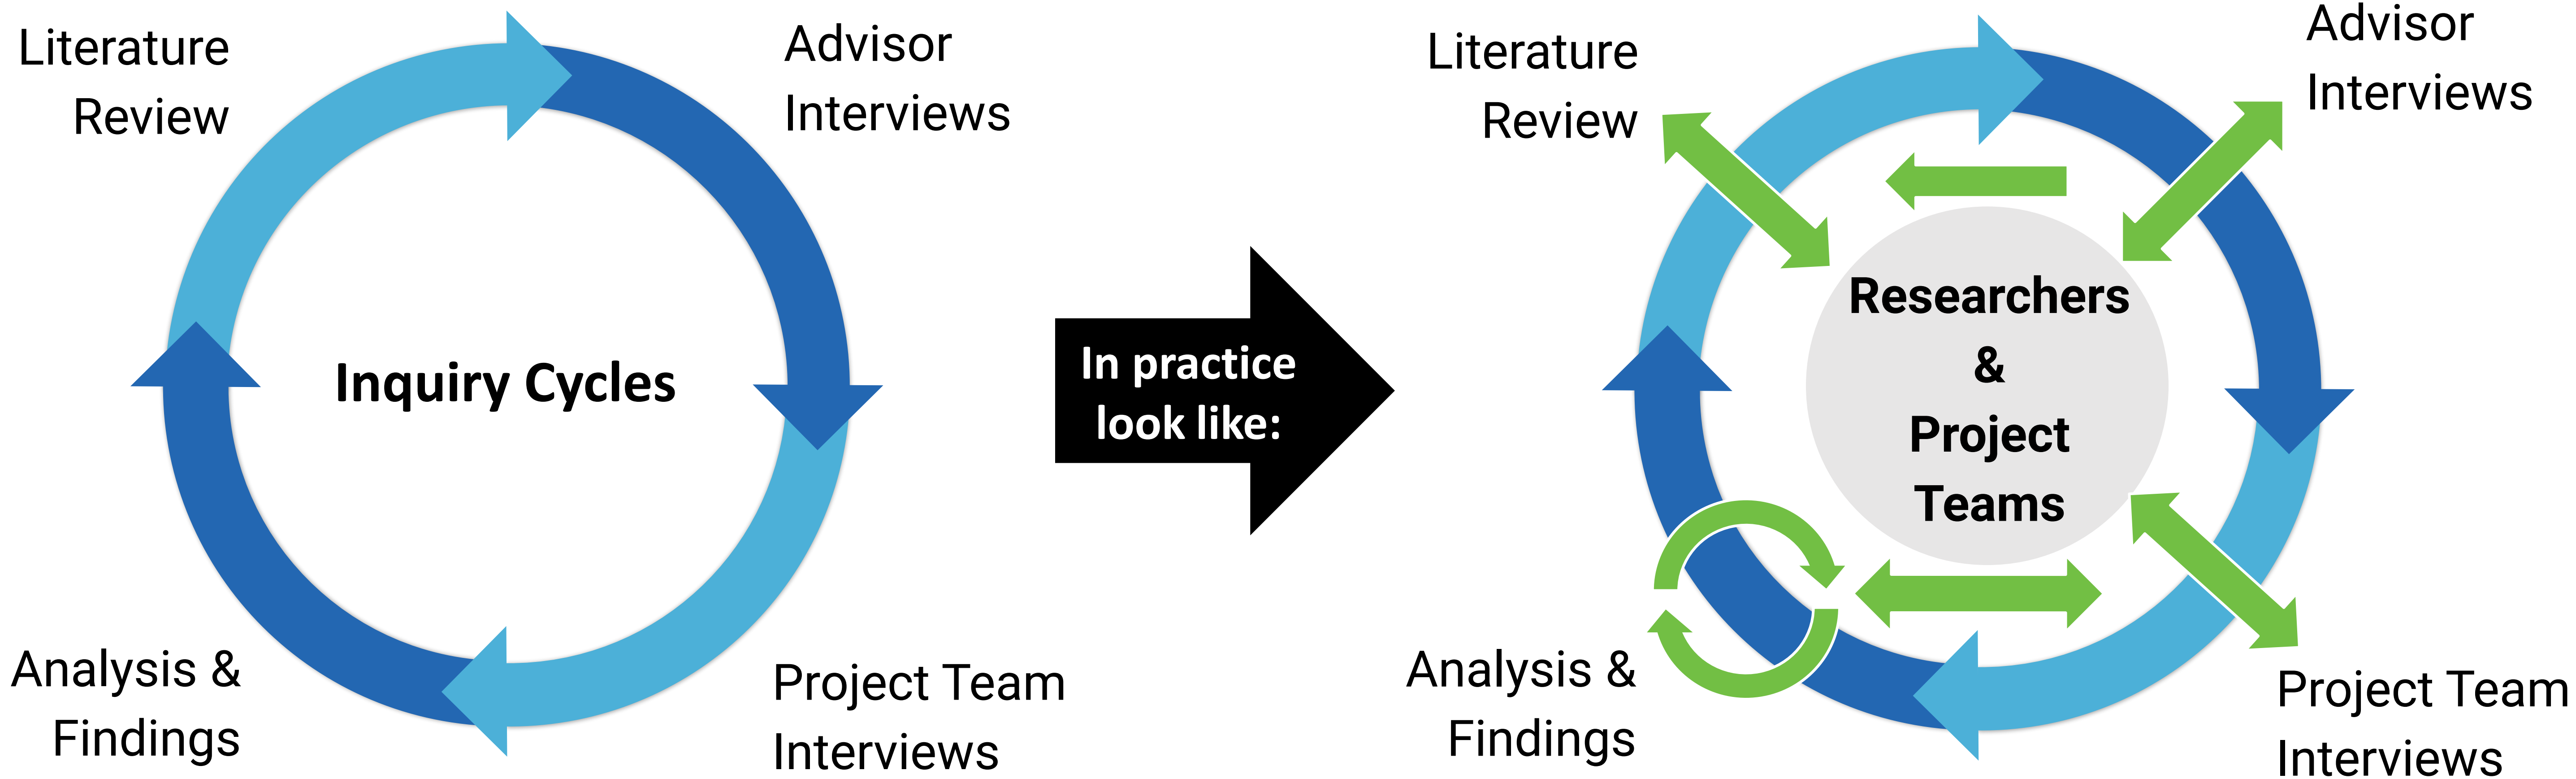 Literature
Review
Advisor
Interviews
Inquiry Cycles
Analysis &
Findings
Project Team
Interviews
In practice
look like:
Literature
Review
Advisor
Interviews
Researchers
&
Project
Teams
Analysis &
Findings
Project Team
Interviews